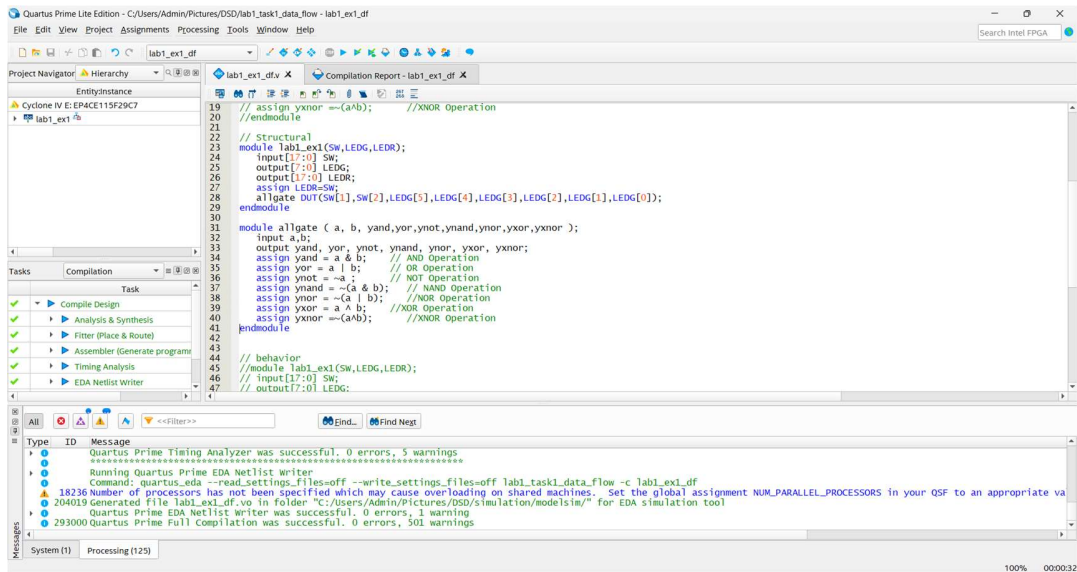 Quartus Prime Lite Edition - C:/Users/Admin/Pictures/DSD/lab1_task1_data_flow - lab1_ex1_df
File Edit View Project Assignments Processing Tools Window Help
Search Intel FPGA
lab1_ex1_df
Project Navigator Hierarchy
Entity:Instance
Cyclone IV E: EP4CE115F29C7
lab1_ex1
Tasks Compilation
Task
Compile Design
Analysis & Synthesis
Fitter (Place & Route)
Assembler (Generate programm
Timing Analysis
EDA Netlist Writer
lab1_ex1_df.v Compilation Report - lab1_ex1_df
19 // assign yxnor =~(a^b); //XNOR Operation
20 //endmodule
21
22 // Structural
23 module lab1_ex1(SW,LEDG,LEDR);
24 input[17:0] SW;
25 output[7:0] LEDG;
26 output[17:0] LEDR;
27 assign LEDR=SW;
28 allgate DUT(SW[1],SW[2],LEDG[5],LEDG[4],LEDG[3],LEDG[2],LEDG[1],LEDG[0]);
29 endmodule
30
31 module allgate ( a, b, yand,yor,ynot,ynand,ynor,yxor,yxnor );
32 input a,b;
33 output yand, yor, ynot, ynand, ynor, yxor, yxnor;
34 assign yand = a & b; // AND Operation
35 assign yor = a | b; // OR Operation
36 assign ynot = ~a ; // NOT Operation
37 assign ynand = ~(a & b); // NAND Operation
38 assign ynor = ~(a | b); //NOR Operation
39 assign yxor = a ^ b; //XOR Operation
40 assign yxnor =~(a^b); //XNOR Operation
41 endmodule
42
43
44 // behavior
45 //module lab1_ex1(SW,LEDG,LEDR);
46 // input[17:0] SW;
47 // output[7:0] LEDG;
All <<Filter>> Find... Find Next
Type ID Message
Quartus Prime Timing Analyzer was successful. 0 errors, 5 warnings
Running Quartus Prime EDA Netlist Writer
Command: quartus_eda --read_settings_files=off --write_settings_files=off lab1_task1_data_flow -c lab1_ex1_df
18236 Number of processors has not been specified which may cause overloading on shared machines. Set the global assignment NUM_PARALLEL_PROCESSORS in your QSF to an appropriate va
204019 Generated file lab1_ex1_df.vo in folder "C:/Users/Admin/Pictures/DSD/simulation/modelsim/" for EDA simulation tool
Quartus Prime EDA Netlist Writer was successful. 0 errors, 1 warning
293000 Quartus Prime Full Compilation was successful. 0 errors, 501 warnings
Messages
System (1) Processing (125)
100% 00:00:32